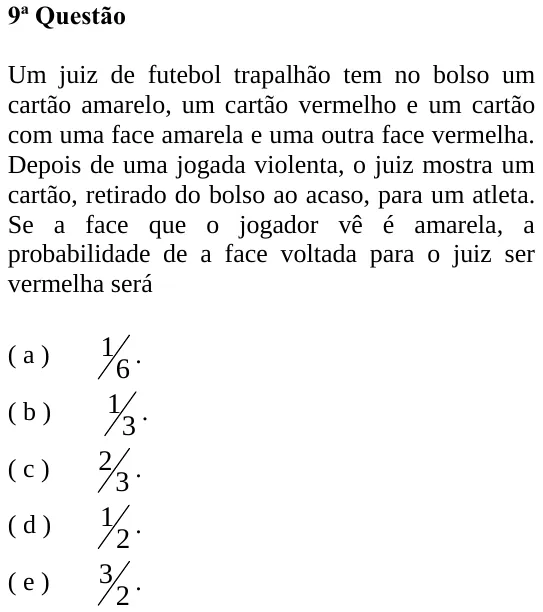 9ª Questão
Um juiz de futebol trapalhão tem no bolso um
cartão amarelo, um cartão vermelho e um cartão
com uma face amarela e uma outra face vermelha.
Depois de uma jogada violenta, o juiz mostra um
cartão, retirado do bolso ao acaso, para um atleta.
Se a face que o jogador vê é amarela, a
probabilidade de a face voltada para o juiz ser
vermelha será
( a ) 1/6 .
( b ) 1/3 .
( c ) 2/3 .
( d ) 1/2 .
( e ) 3/2 .